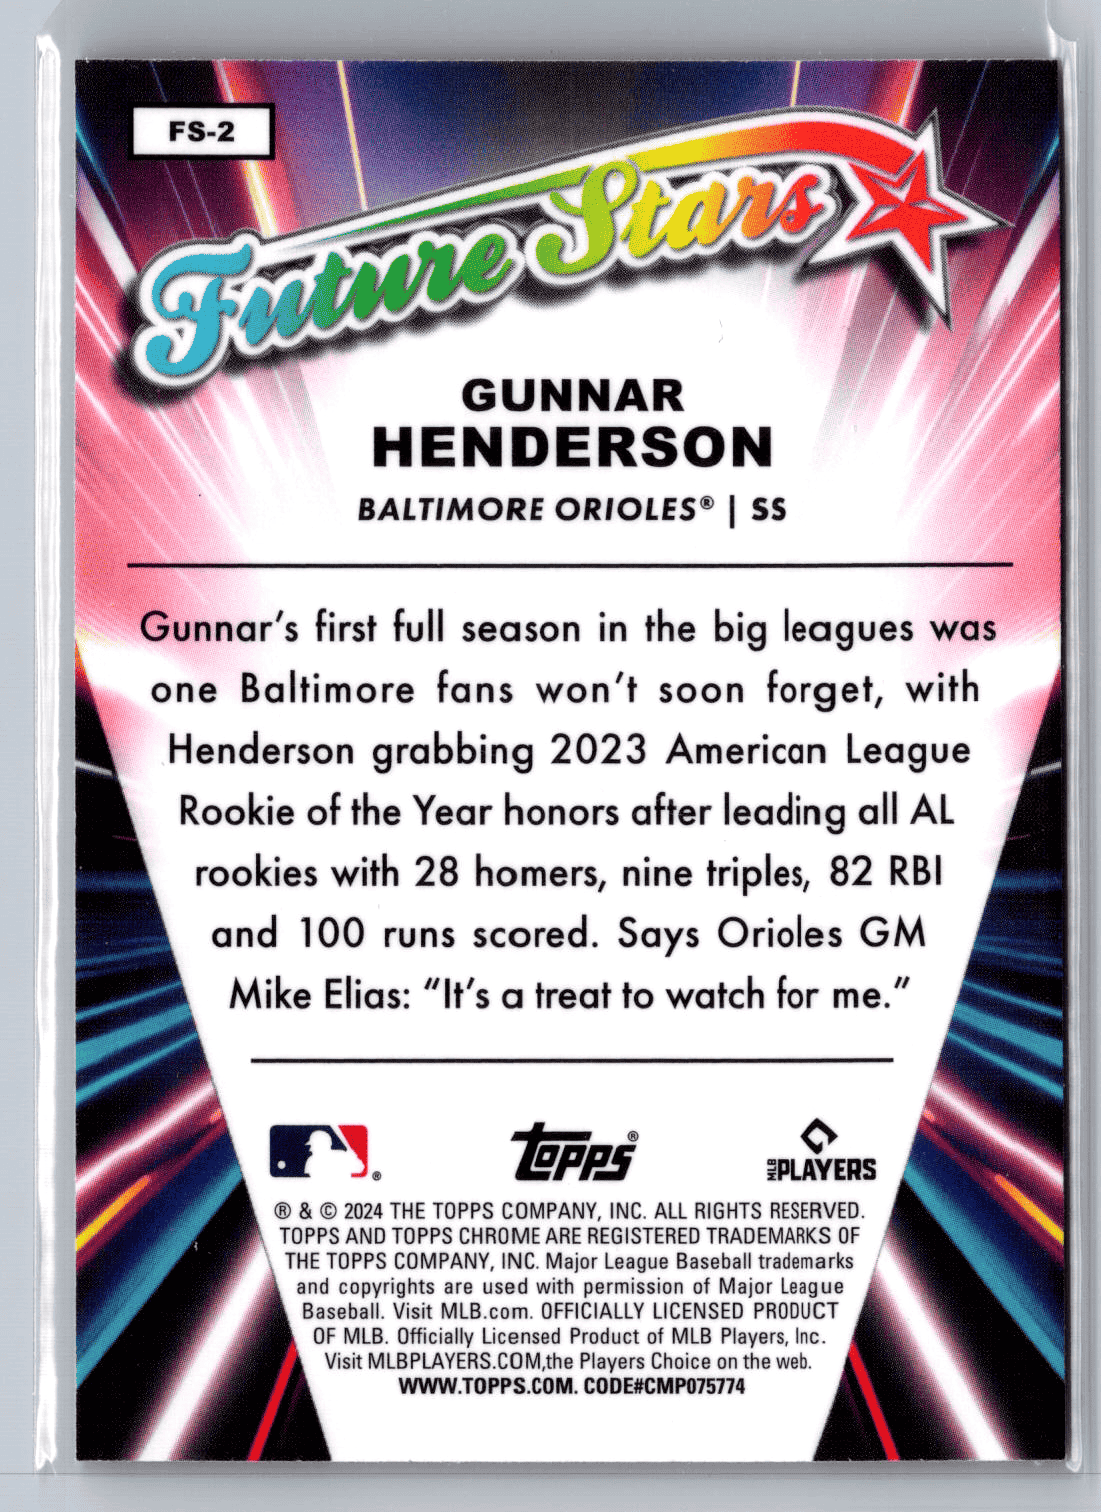 FS-2
Future Stars
GUNNAR
HENDERSON
BALTIMORE ORIOLES® | SS
Gunnar's first full season in the big leagues was
one Baltimore fans won't soon forget, with
Henderson grabbing 2023 American League
Rookie of the Year honors after leading all AL
rookies with 28 homers, nine triples, 82 RBI
and 100 runs scored. Says Orioles GM
Mike Elias: “It's a treat to watch for me.”
topps®
MLB PLAYERS
® & © 2024 THE TOPPS COMPANY, INC. ALL RIGHTS RESERVED.
TOPPS AND TOPPS CHROME ARE REGISTERED TRADEMARKS OF
THE TOPPS COMPANY, INC. Major League Baseball trademarks
and copyrights are used with permission of Major League
Baseball. Visit MLB.com. OFFICIALLY LICENSED PRODUCT
OF MLB. Officially Licensed Product of MLB Players, Inc.
Visit MLBPLAYERS.COM,the Players Choice on the web.
WWW.TOPPS.COM. CODE#CMP075774